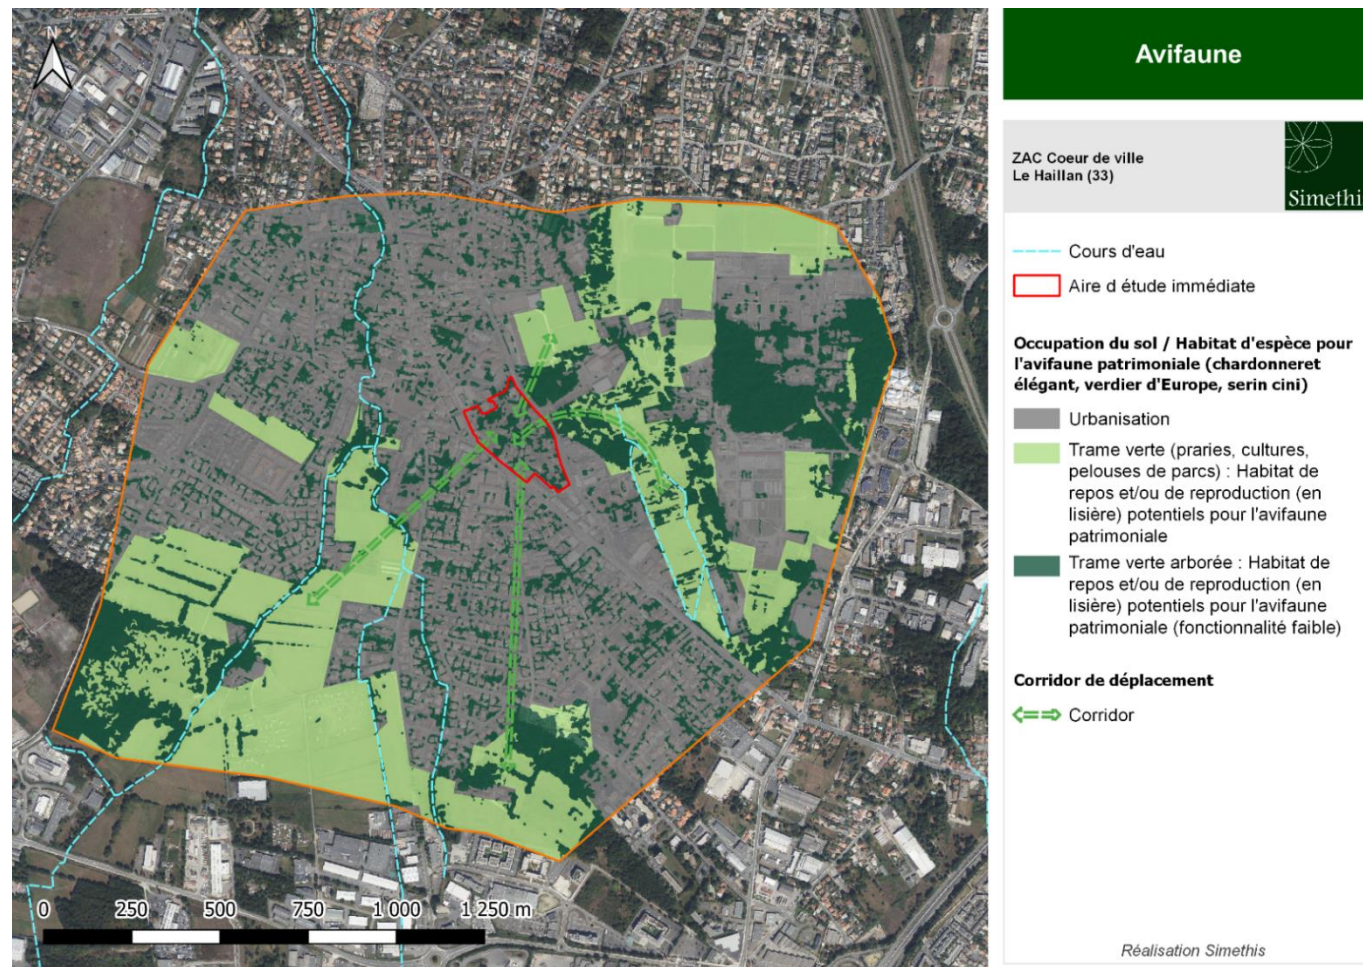 Avifaune
ZAC Coeur de ville
Le Haillan (33)
Simethi
Cours d'eau
Aire d étude immédiate
Occupation du sol / Habitat d'espèce pour
l'avifaune patrimoniale (chardonneret
élégant, verdier d'Europe, serin cini)
Urbanisation
Trame verte (praries, cultures,
pelouses de parcs) : Habitat de
repos et/ou de reproduction (en
lisière) potentiels pour l'avifaune
patrimoniale
Trame verte arborée : Habitat de
repos et/ou de reproduction (en
lisière) potentiels pour l'avifaune
patrimoniale (fonctionnalité faible)
Corridor de déplacement
Corridor
Réalisation Simethis
N
0 250 500 750 1 000 1 250 m